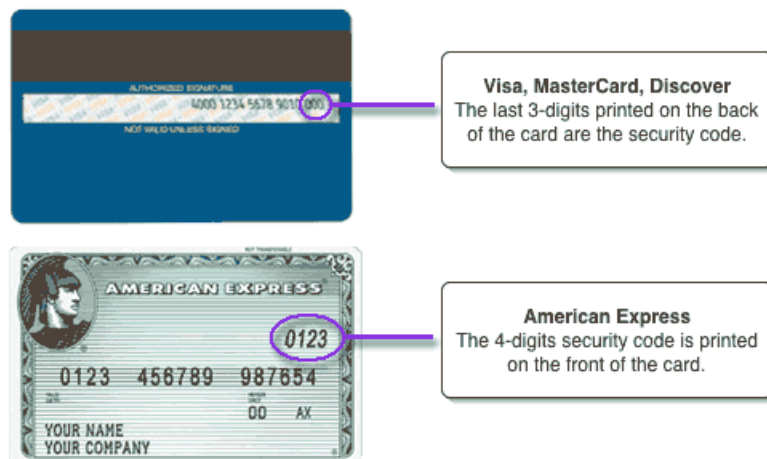 AUTHORIZED SIGNATURE
4000 1234 5678 9010 000
NOT VALID UNLESS SIGNED
Visa, MasterCard, Discover
The last 3-digits printed on the back
of the card are the security code.
AMERICAN EXPRESS
0123
0123 456789 987654
00 AX
YOUR NAME
YOUR COMPANY
American Express
The 4-digits security code is printed
on the front of the card.